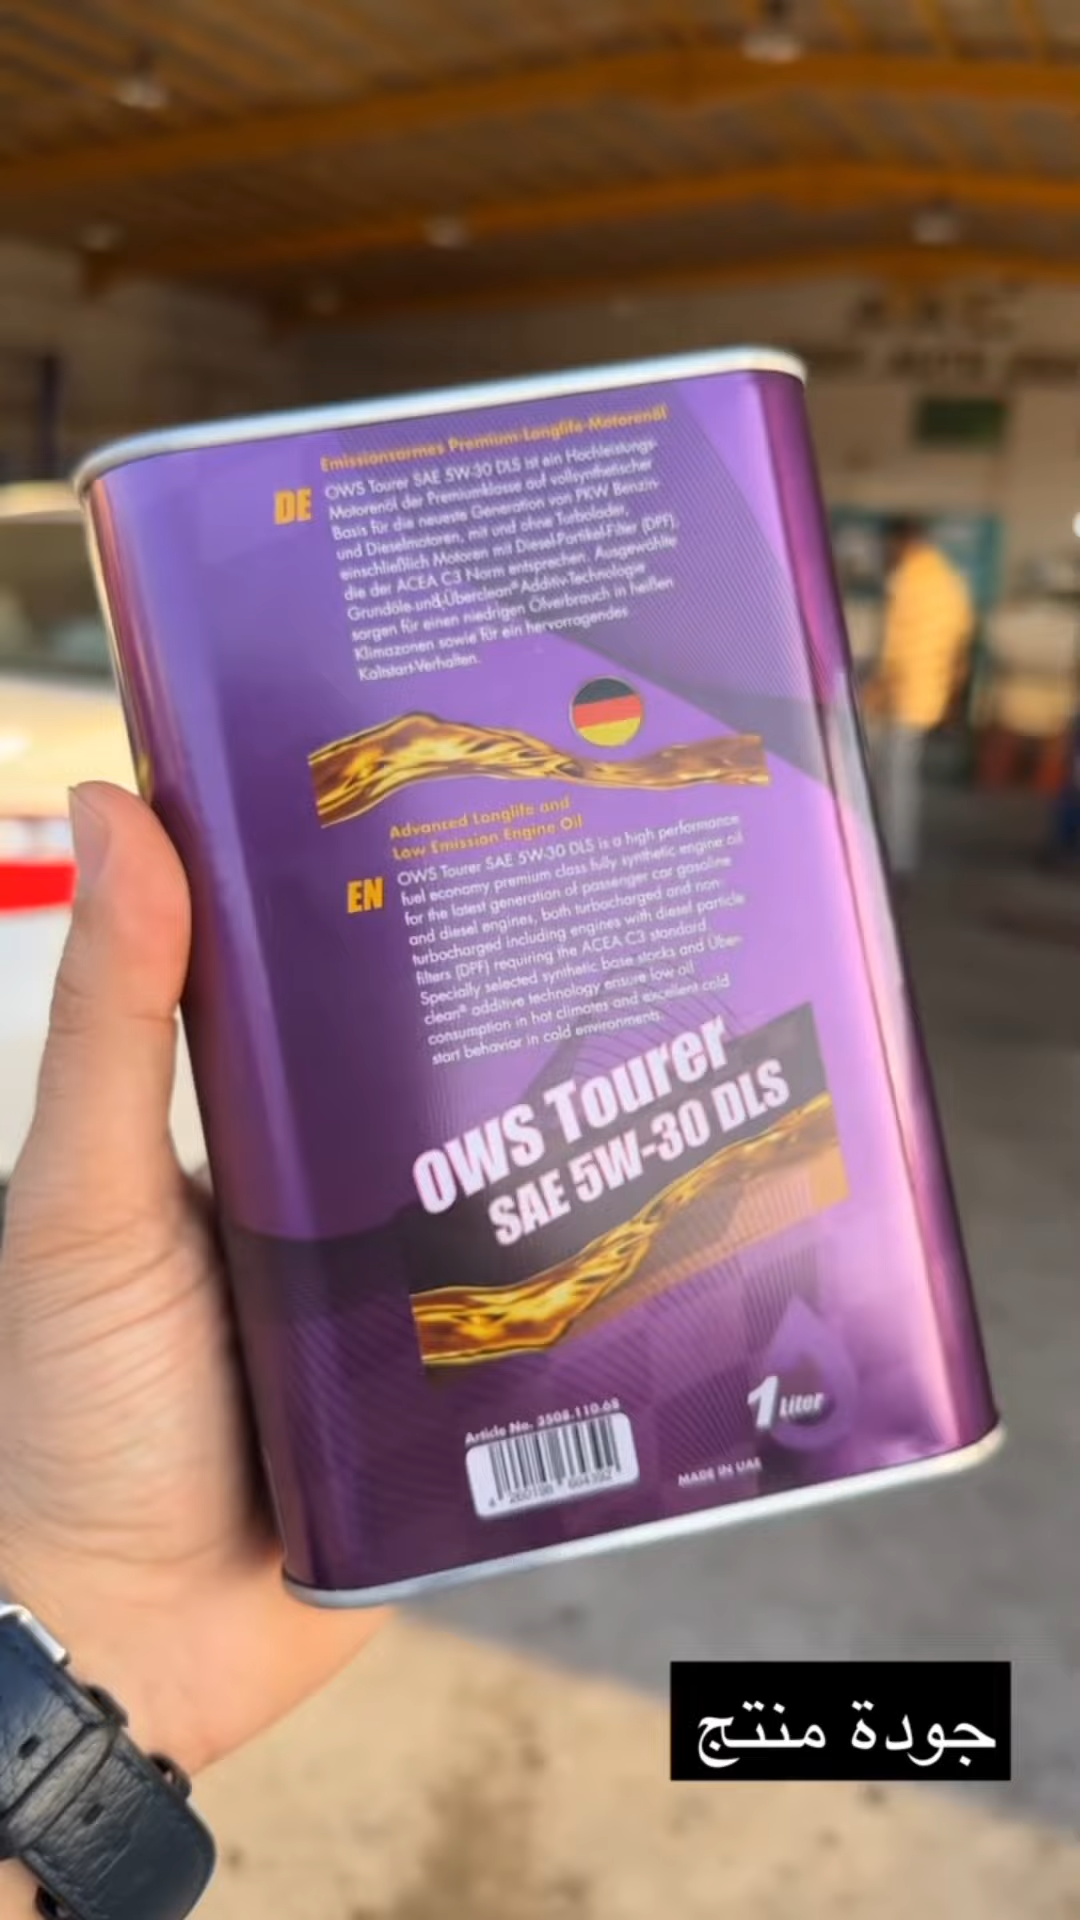 Emissionsarmes Premium-Longlife-Motorenöl
DE
OWS Tourer SAE 5W-30 DLS ist ein Hochleistungs-
Motorenöl der Premiumklasse auf vollsynthetischer
Basis für die neueste Generation von PKW Benzin-
und Dieselmotoren, mit und ohne Turbolader,
einschließlich Motoren mit Diesel-Partikel-Filter (DPF),
die der ACEA C3 Norm entsprechen. Ausgewählte
Grundöle und Überclean® Additiv-Technologie
sorgen für einen niedrigen Ölverbrauch in heißen
Klimazonen sowie für ein hervorragendes
Kaltstart-Verhalten.
Advanced Longlife and
Low Emission Engine Oil
EN
OWS Tourer SAE 5W-30 DLS is a high performance
fuel economy premium class fully synthetic engine oil
for the latest generation of passenger car gasoline
and diesel engines, both turbocharged and non-
turbocharged including engines with diesel particle
filters (DPF) requiring the ACEA C3 standard.
Specially selected synthetic base stocks and Über-
clean® additive technology ensure low oil
consumption in hot climates and excellent cold
start behavior in cold environments.
OWS Tourer
SAE 5W-30 DLS
1 Liter
Article No. 3508.110.68
MADE IN UAE
جودة منتج